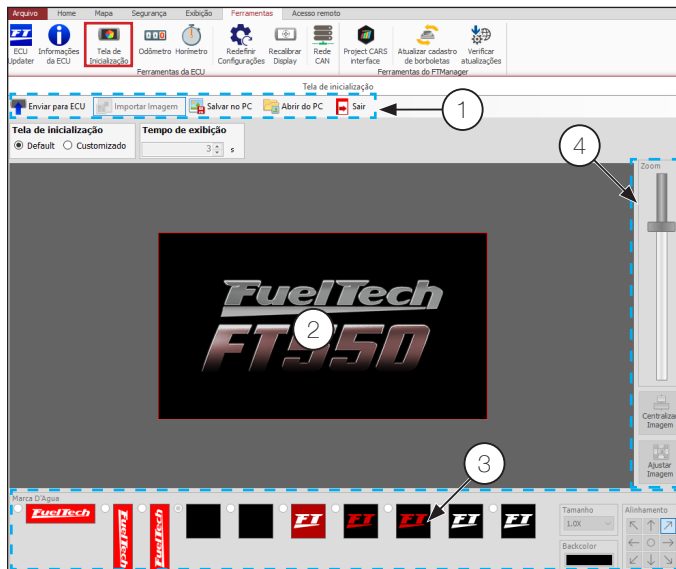 Arquivo Home Mapa Segurança Exibição Ferramentas Acesso remoto
FT
ECU Updater
Informações da ECU
Tela de Inicialização
Odômetro
Horímetro
Redefinir Configurações
Recalibrar Display
Rede CAN
Project CARS interface
Atualizar cadastro de borboletas
Verificar atualizações
Ferramentas da ECU
Ferramentas do FTManager
Tela de inicialização
Enviar para ECU Importar Imagem Salvar no PC Abrir do PC Sair
1
Tela de inicialização
Default Customizado
Tempo de exibição
3 s
4
Zoom
FuelTech
FT550
2
Centraliza
Imagem
Ajustar
Imagem
3
Marca D'Agua
FuelTech
FuelTech
FuelTech
FT
FT
FT
FT
FT
Tamanho
1.0X
Backcolor
Alinhamento